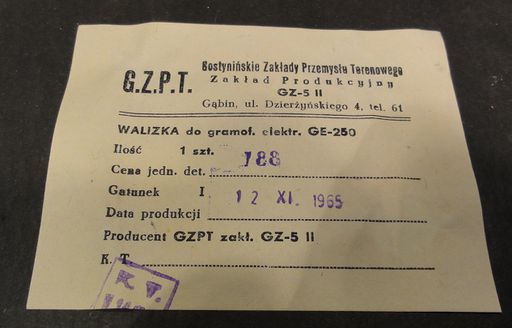 G.Z.P.T.
Gostynińskie Zakłady Przemysłu Terenowego
Zakład Produkcyjny
GZ-5 II
Gąbin, ul. Dzierżyńskiego 4, tel. 61
WALIZKA do gramof. elektr. GE-250
Ilość 1 szt.
Cena jedn. det. 788
Gatunek I
Data produkcji 12 XI. 1965
Producent GZPT zakł. GZ-5 II
K. T.
K T.